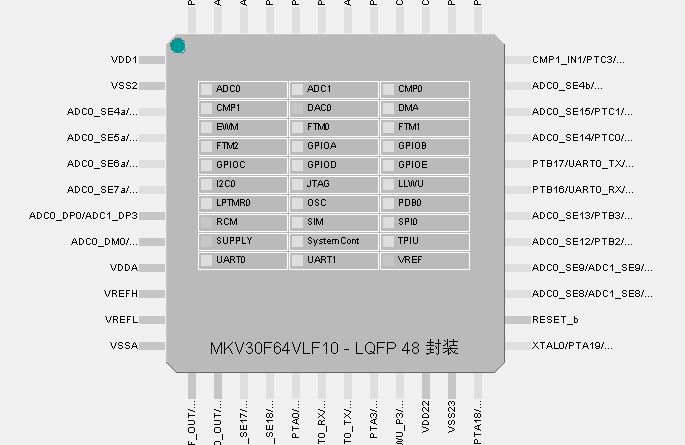 VDD1
VSS2
ADC0_SE4a/...
ADC0_SE5a/...
ADC0_SE6a/...
ADC0_SE7a/...
ADC0_DP0/ADC1_DP3
ADC0_DM0/...
VDDA
VREFH
VREFL
VSSA
ADC0 ADC1 CMP0
CMP1 DAC0 DMA
EWM FTM0 FTM1
FTM2 GPIOA GPIOB
GPIOC GPIOD GPIOE
I2C0 JTAG LLWU
LPTMR0 OSC PDB0
RCM SIM SPI0
SUPPLY SystemCont TPIU
UART0 UART1 VREF
MKV30F64VLF10 - LQFP 48 封装
CMP1_IN1/PTC3/...
ADC0_SE4b/...
ADC0_SE15/PTC1/...
ADC0_SE14/PTC0/...
PTB17/UART0_TX/...
PTB16/UART0_RX/...
ADC0_SE13/PTB3/...
ADC0_SE12/PTB2/...
ADC0_SE9/ADC1_SE9/...
ADC0_SE8/ADC1_SE8/...
RESET_b
XTAL0/PTA19/...
F_OUT/...
0_OUT/...
_SE17/...
_SE18/...
PTA0/...
T0_RX/...
T0_TX/...
PTA3/...
WU_P3/...
VDD22
VSS23
PTA18/...